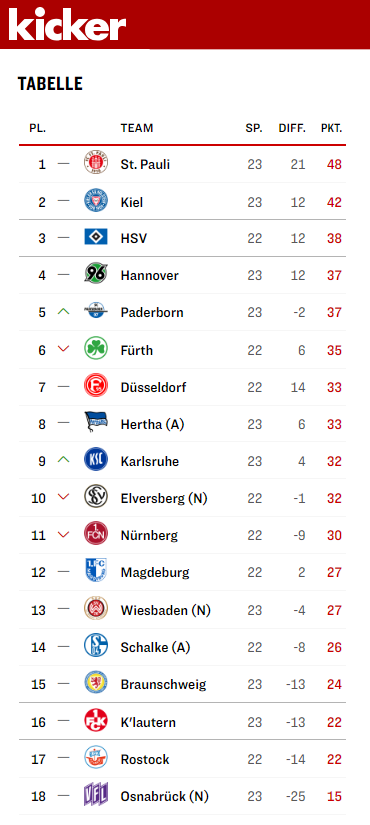 kicker
TABELLE
PL. TEAM SP. DIFF. PKT.
1 — St. Pauli 23 21 48
2 — Kiel 23 12 42
3 — HSV 22 12 38
4 — 96 Hannover 23 12 37
5 Paderborn 23 -2 37
6 Fürth 22 6 35
7 — Düsseldorf 22 14 33
8 — Hertha (A) 23 6 33
9 KSC Karlsruhe 23 4 32
10 Elversberg (N) 22 -1 32
11 1. FCN Nürnberg 22 -9 30
12 — 1.FC Magdeburg 22 2 27
13 — Wiesbaden (N) 23 -4 27
14 — Schalke (A) 22 -8 26
15 — Braunschweig 23 -13 24
16 — 1. FCK K'lautern 23 -13 22
17 — Rostock 22 -14 22
18 — VFL Osnabrück (N) 23 -25 15